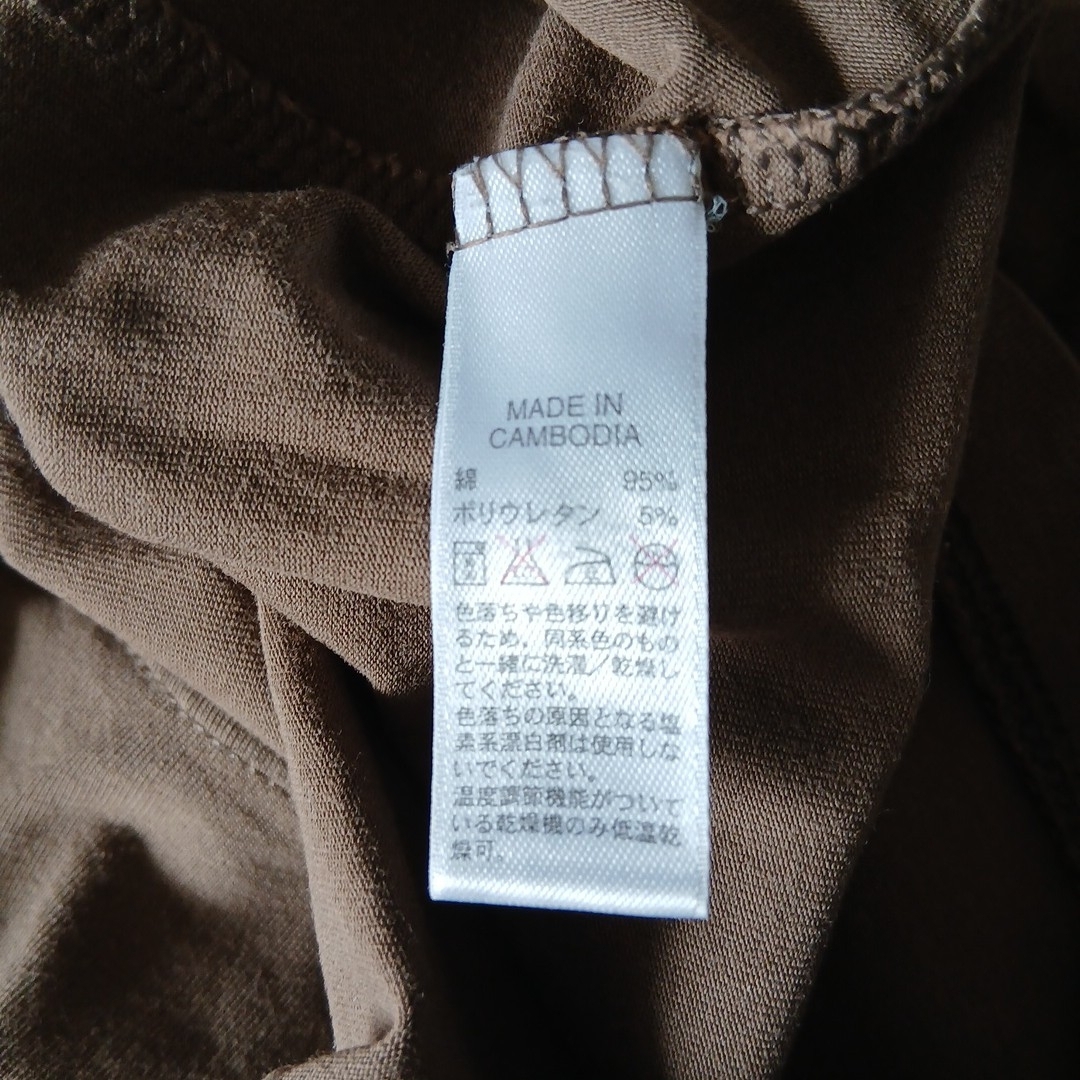 MADE IN
CAMBODIA
綿 95%
ポリウレタン 5%
色落ちや色移りを避け
るため、同系色のもの
と一緒に洗濯/乾燥し
てください。
色落ちの原因となる塩
素系漂白剤は使用しな
いでください。
温度調節機能がついて
いる乾燥機のみ低温乾
燥可。